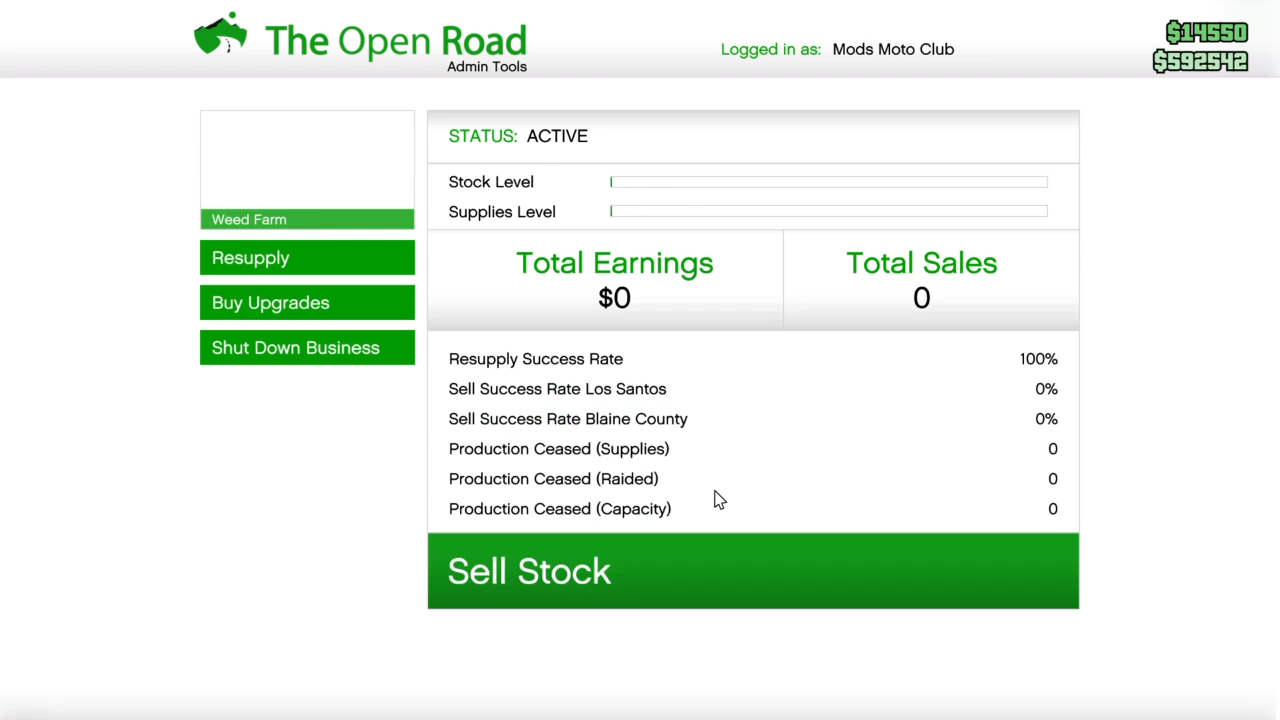 The Open Road
Admin Tools
Logged in as: Mods Moto Club
$14550
$592542
Weed Farm
Resupply
Buy Upgrades
Shut Down Business
STATUS: ACTIVE
Stock Level
Supplies Level
Total Earnings
$0
Total Sales
0
Resupply Success Rate 100%
Sell Success Rate Los Santos 0%
Sell Success Rate Blaine County 0%
Production Ceased (Supplies) 0
Production Ceased (Raided) 0
Production Ceased (Capacity) 0
Sell Stock